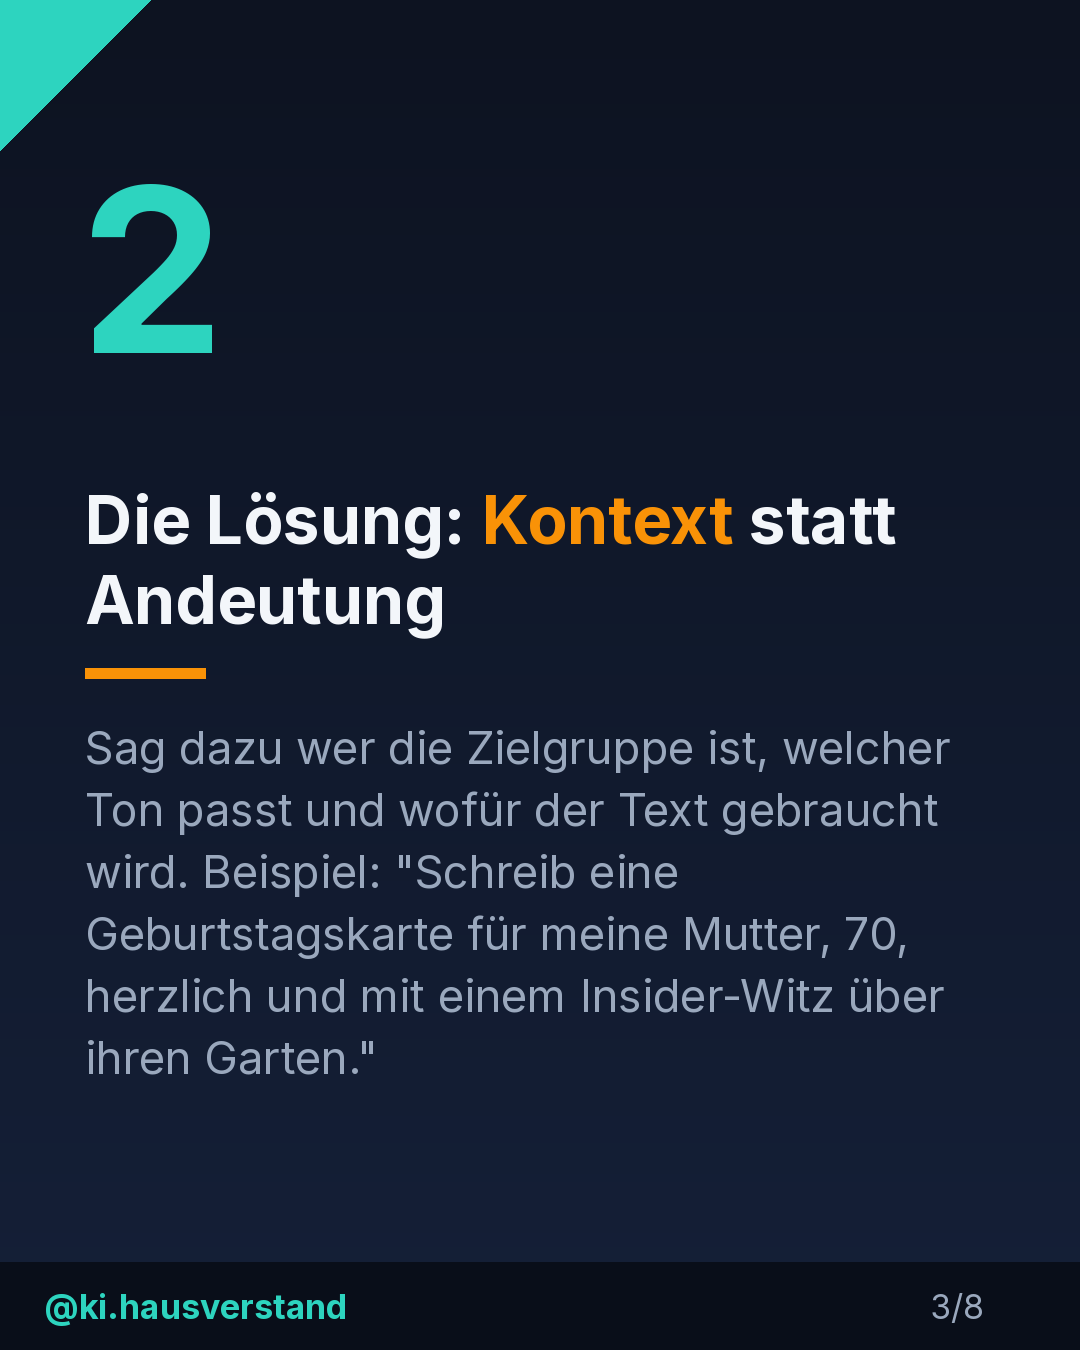 2
Die Lösung: Kontext statt
Andeutung
Sag dazu wer die Zielgruppe ist, welcher
Ton passt und wofür der Text gebraucht
wird. Beispiel: "Schreib eine
Geburtstagskarte für meine Mutter, 70,
herzlich und mit einem Insider-Witz über
ihren Garten."
@ki.hausverstand
3/8